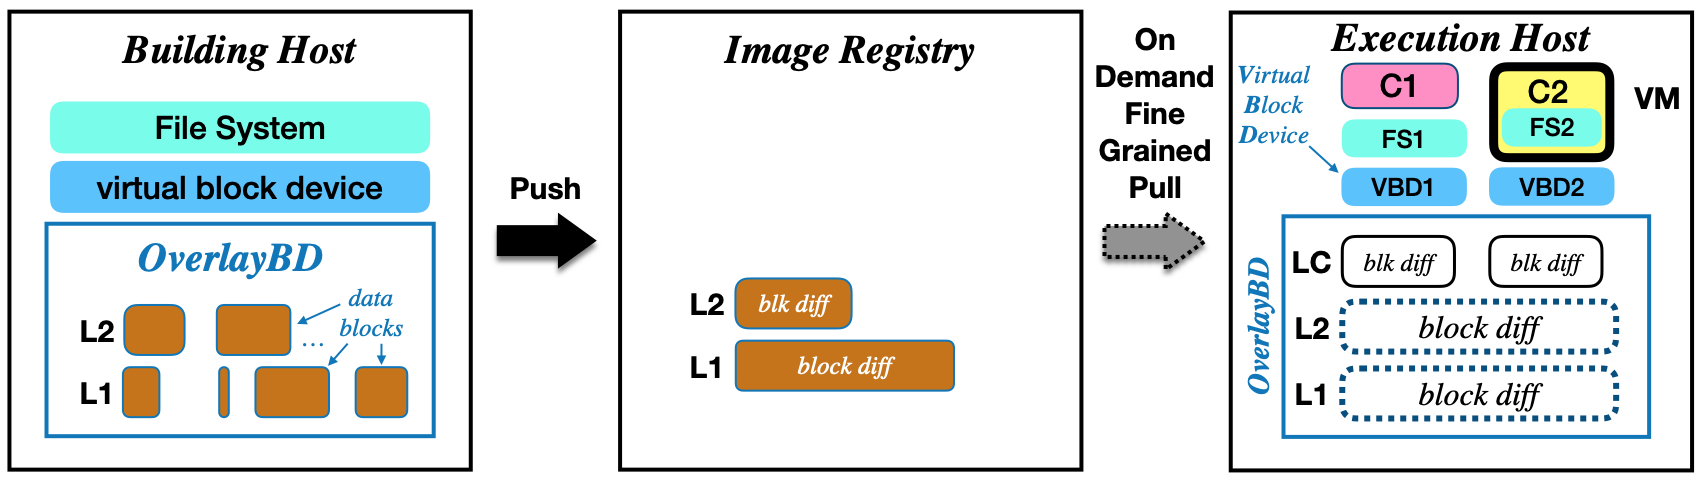 Building Host
File System
virtual block device
OverlayBD
data
blocks
L2
...
L1
Push
Image Registry
L2 blk diff
L1 block diff
On
Demand
Fine
Grained
Pull
Execution Host
Virtual
Block
Device
C1
C2
VM
FS1
FS2
VBD1
VBD2
OverlayBD
LC blk diff blk diff
L2 block diff
L1 block diff